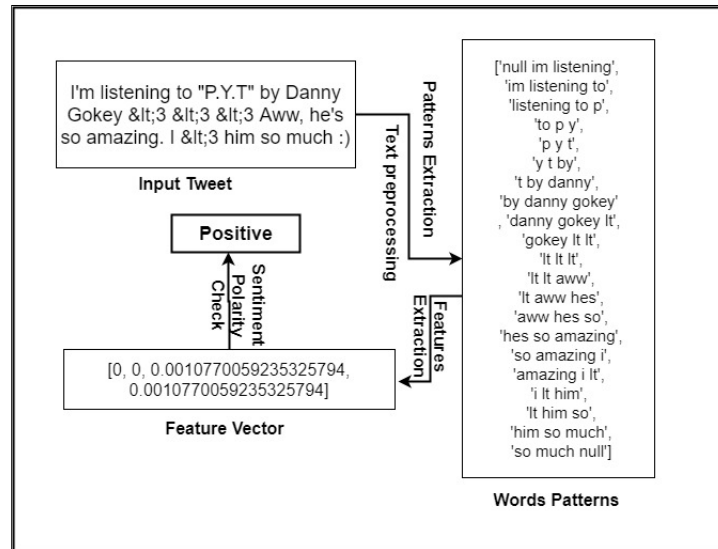 I'm listening to "P.Y.T" by Danny
Gokey &lt;3 &lt;3 &lt;3 Aww, he's
so amazing. I &lt;3 him so much :)
Input Tweet
Patterns Extraction
Text preprocessing
['null im listening',
'im listening to',
'listening to p',
'to p y',
'p y t',
'y t by',
't by danny',
'by danny gokey'
, 'danny gokey lt',
'gokey lt lt',
'lt lt lt',
'lt lt aww',
'lt aww hes',
'aww hes so',
'hes so amazing',
'so amazing i',
'amazing i lt',
'i lt him',
'lt him so',
'him so much',
'so much null']
Words Patterns
Features
Extraction
[0, 0, 0.0010770059235325794,
0.0010770059235325794]
Feature Vector
Sentiment
Polarity
Check
Positive